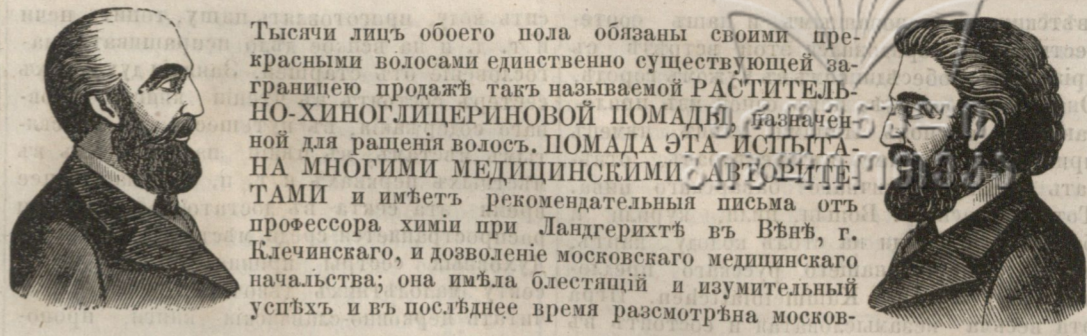 Тысячи лицъ обоего пола обязаны своими пре-
красными волосами единственно существующей за-
границею продажѣ такъ называемой РАСТИТЕЛЬ-
НО-ХИНОГЛИЦЕРИНОВОЙ ПОМАДЫ, назначен-
ной для ращенія волосъ. ПОМАДА ЭТА ИСПЫТА-
НА МНОГИМИ МЕДИЦИНСКИМИ АВТОРИТЕ-
ТАМИ и имѣетъ рекомендательныя письма отъ
профессора химіи при Ландгерихтѣ въ Вѣнѣ, г.
Клечинскаго, и дозволеніе московскаго медицинскаго
начальства; она имѣла блестящій и изумительный
успѣхъ и въ послѣднее время разсмотрѣна москов-